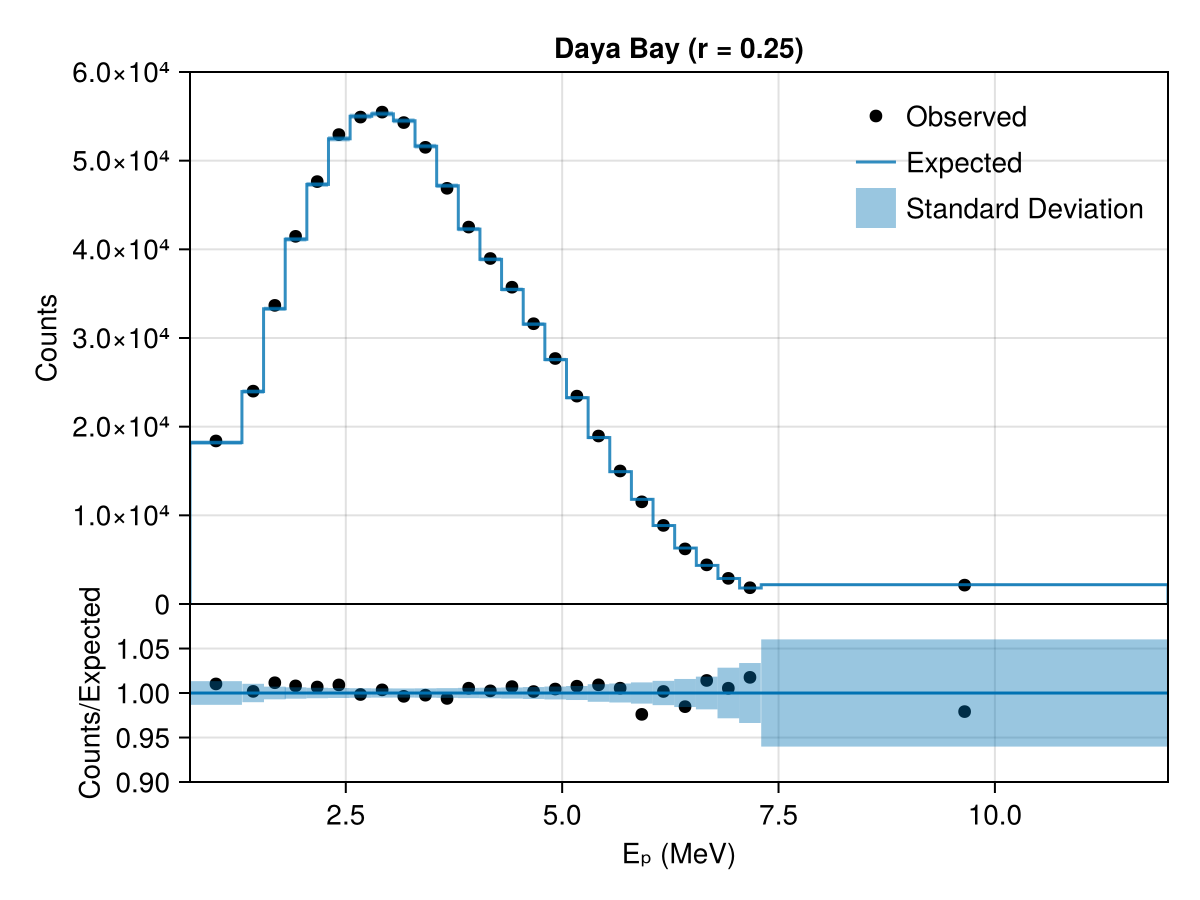 Daya Bay (r = 0.25)
6.0×10⁴
5.0×10⁴
4.0×10⁴
3.0×10⁴
2.0×10⁴
1.0×10⁴
0
Counts
Observed
Expected
Standard Deviation
1.05
1.00
0.95
0.90
Counts/Expected
2.5
5.0
7.5
10.0
Eₚ (MeV)